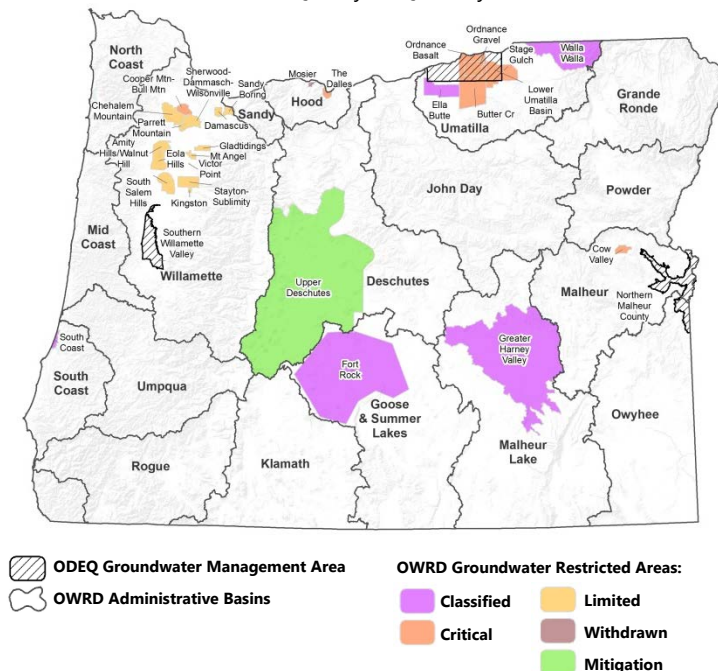 Ordnance
Gravel
Ordnance
Basalt
Stage
Gulch
Walla
Walla
North
Coast
Cooper Mtn-
Bull Mtn
Sherwood-
Dammasch-
Wilsonville
Sandy
Boring
Mosier
The
Dalles
Hood
Chehalem
Mountain
Parrett
Mountain
Damascus
Sandy
Ella
Butte
Butter Cr
Lower
Umatilla
Basin
Umatilla
Grande
Ronde
Amity
Hills/Walnut
Hill
Eola
Hills
Gladtidings
Mt Angel
Victor
Point
South
Salem
Hills
Kingston
Stayton-
Sublimity
John Day
Powder
Mid
Coast
Southern
Willamette
Valley
Willamette
Upper
Deschutes
Deschutes
Cow
Valley
Malheur
Northern
Malheur
County
South
Coast
South
Coast
Umpqua
Fort
Rock
Greater
Harney
Valley
Goose
& Summer
Lakes
Malheur
Lake
Owyhee
Rogue
Klamath
ODEQ Groundwater Management Area
OWRD Administrative Basins
OWRD Groundwater Restricted Areas:
Classified
Critical
Limited
Withdrawn
Mitigation